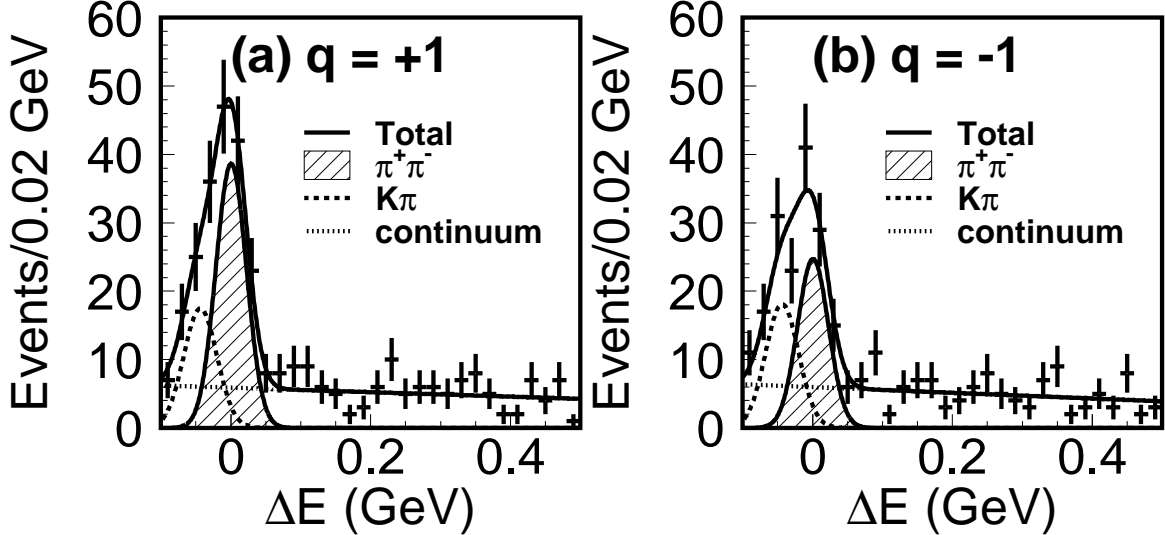 Events/0.02 GeV
60
50
40
30
20
10
0
(a) q = +1
Total
π+π-
Kπ
continuum
0
0.2
0.4
ΔE (GeV)
Events/0.02 GeV
60
50
40
30
20
10
0
(b) q = -1
Total
π+π-
Kπ
continuum
0
0.2
0.4
ΔE (GeV)